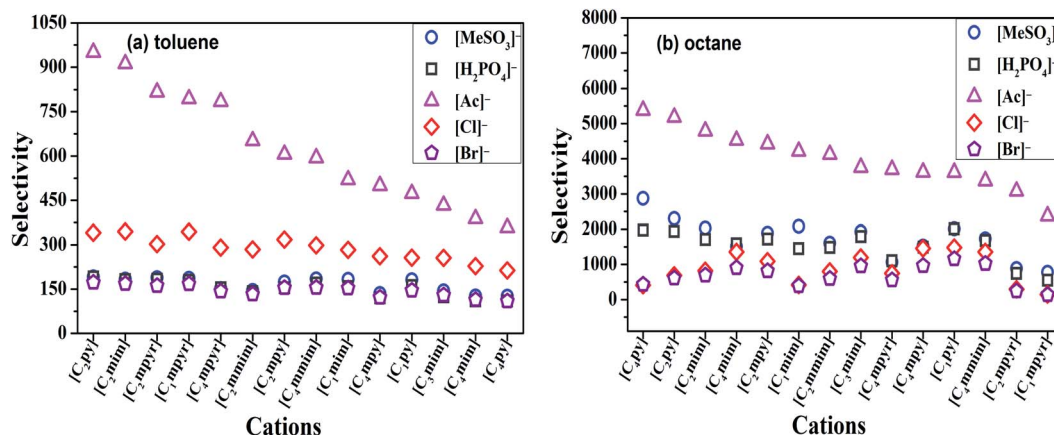 (a) toluene
[MeSO₃]⁻
[H₂PO₄]⁻
[Ac]⁻
[Cl]⁻
[Br]⁻
1050
900
750
600
450
300
150
0
Selectivity
[C₂py]
[C₂mim]
[C₂mpyr]
[C₁mpyr]
[C₄mpyr]
[C₂mmim]
[C₂mpy]
[C₄mmim]
[C₁mim]
[C₄mpy]
[C₁py]
[C₃mim]
[C₄mim]
[C₄py]
Cations
(b) octane
[MeSO₃]⁻
[H₂PO₄]⁻
[Ac]⁻
[Cl]⁻
[Br]⁻
8000
7000
6000
5000
4000
3000
2000
1000
0
Selectivity
[C₄py]
[C₂py]
[C₂mim]
[C₄mim]
[C₂mpy]
[C₁mim]
[C₂mmim]
[C₃mim]
[C₄mpyr]
[C₄mpy]
[C₁py]
[C₄mmim]
[C₂mpyr]
[C₁mpyr]
Cations